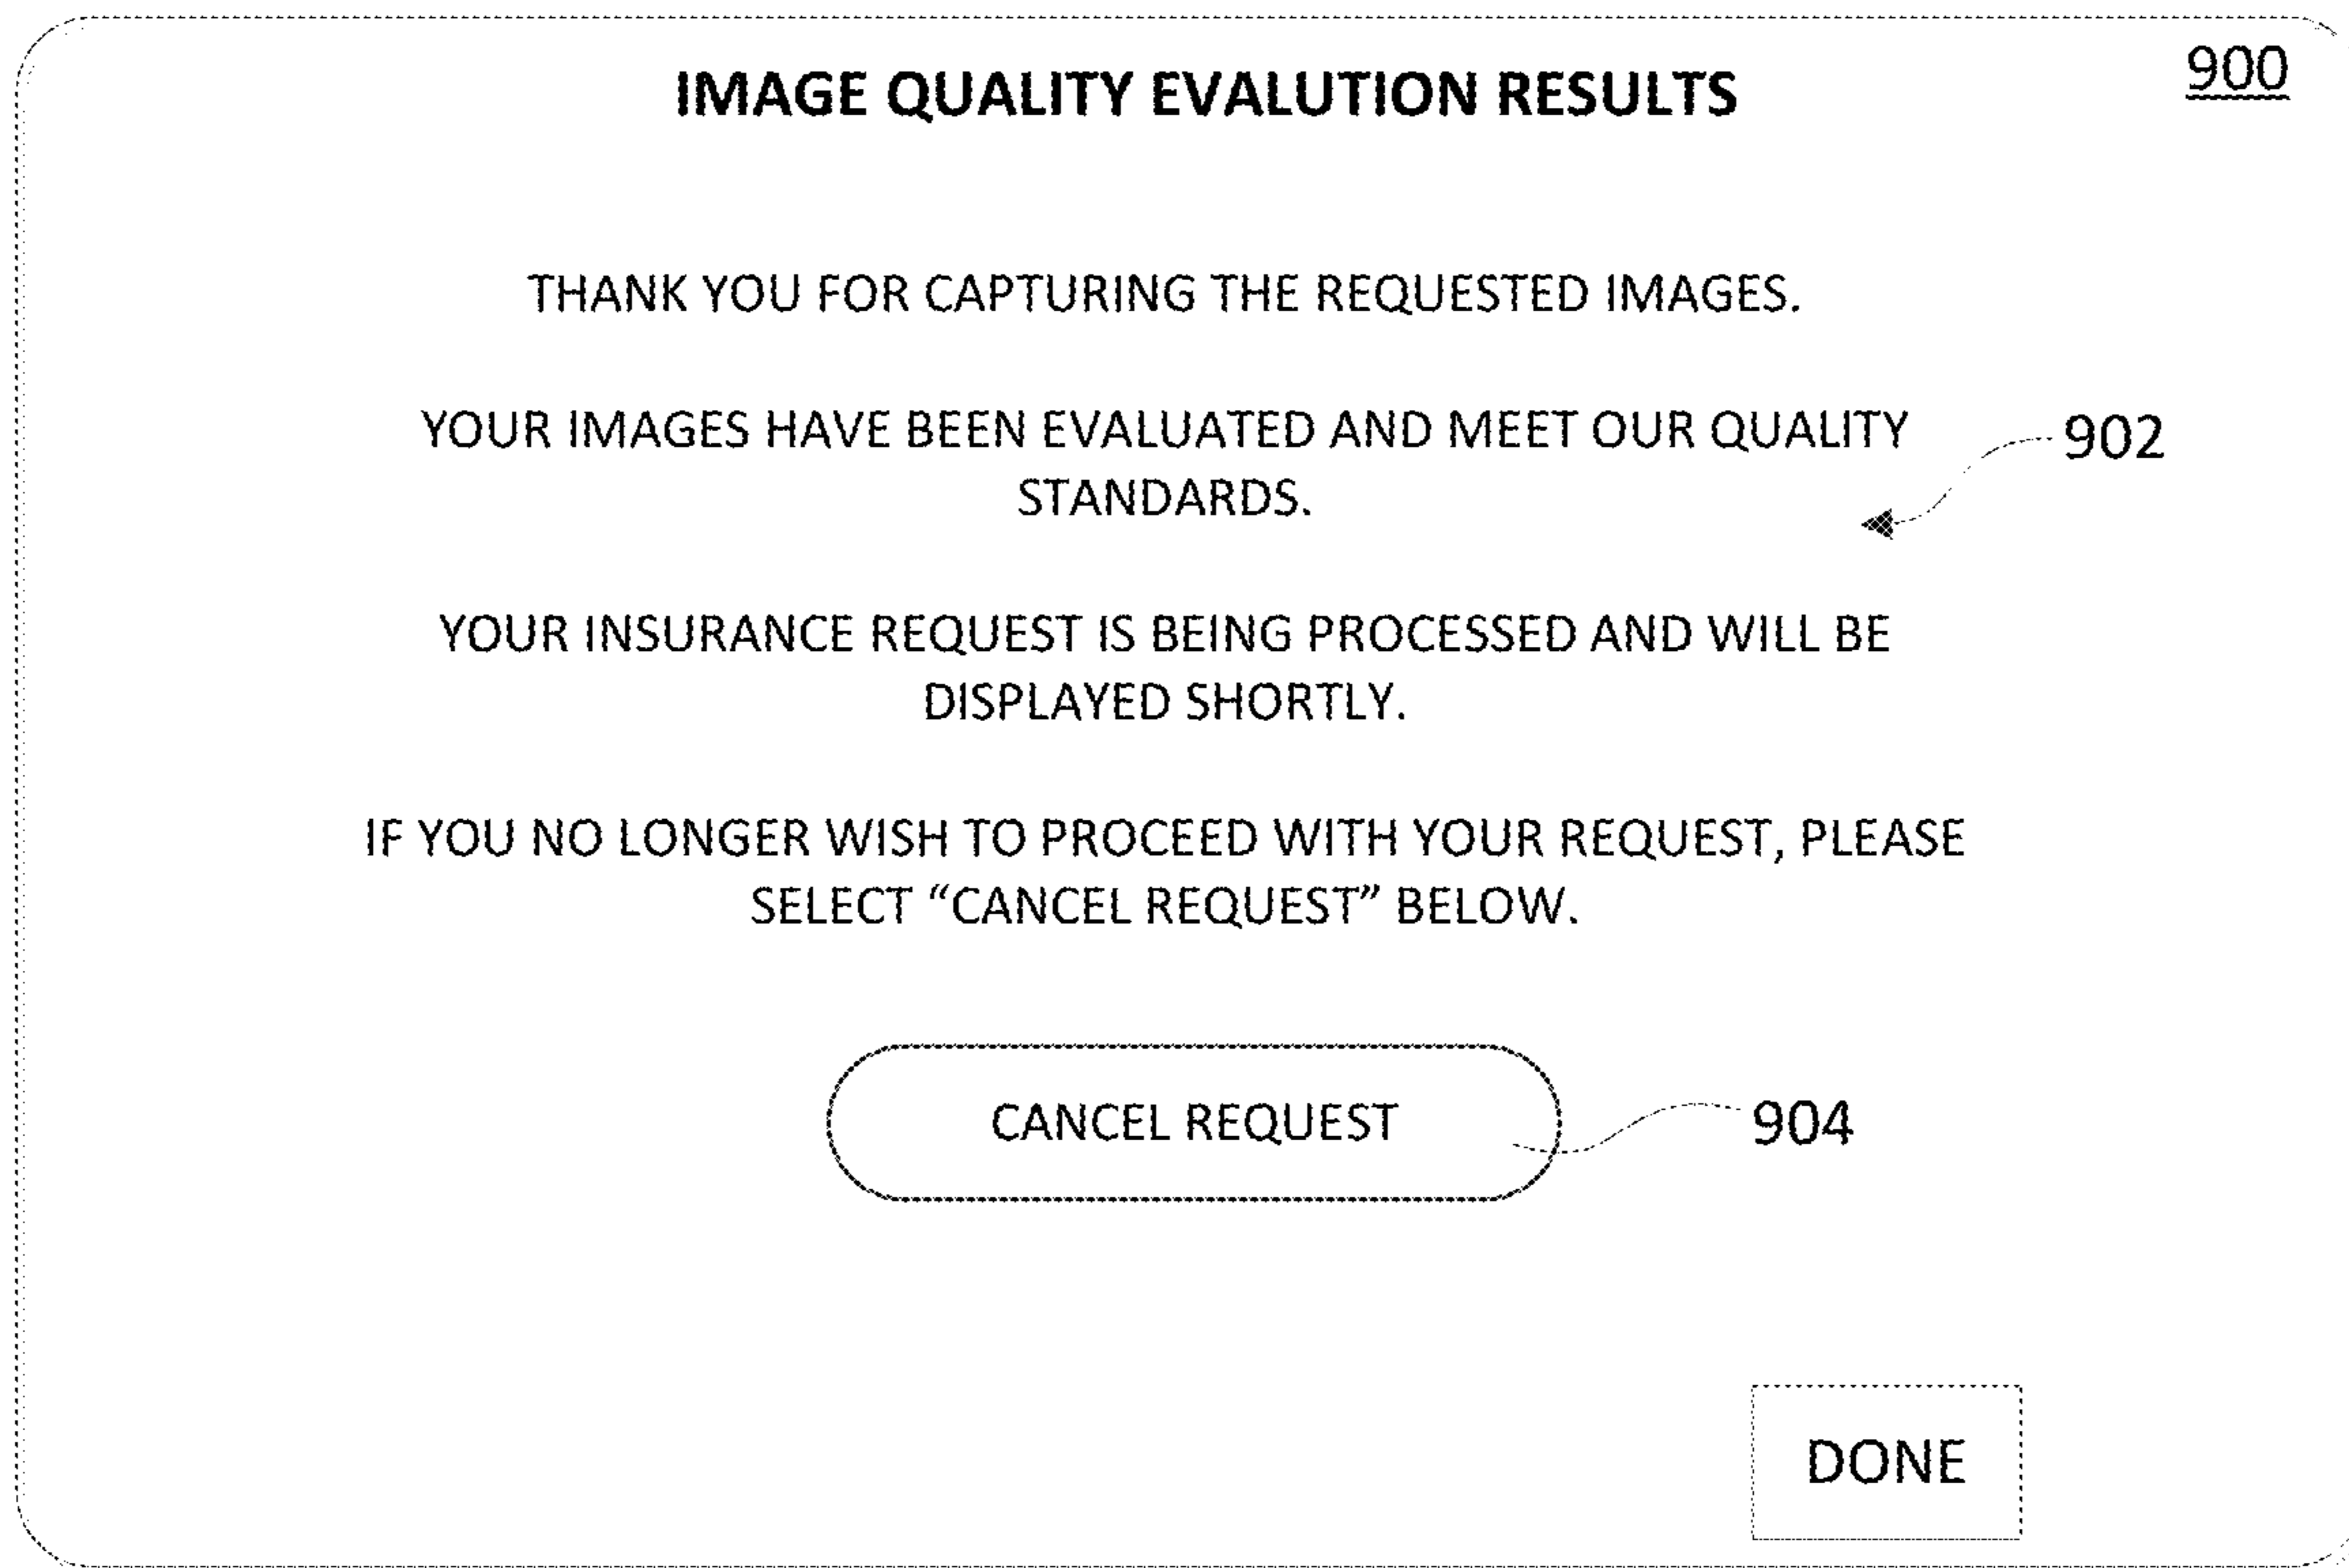 900
IMAGE QUALITY EVALUTION RESULTS
THANK YOU FOR CAPTURING THE REQUESTED IMAGES.
YOUR IMAGES HAVE BEEN EVALUATED AND MEET OUR QUALITY
STANDARDS.
902
YOUR INSURANCE REQUEST IS BEING PROCESSED AND WILL BE
DISPLAYED SHORTLY.
IF YOU NO LONGER WISH TO PROCEED WITH YOUR REQUEST, PLEASE
SELECT “CANCEL REQUEST” BELOW.
CANCEL REQUEST
904
DONE